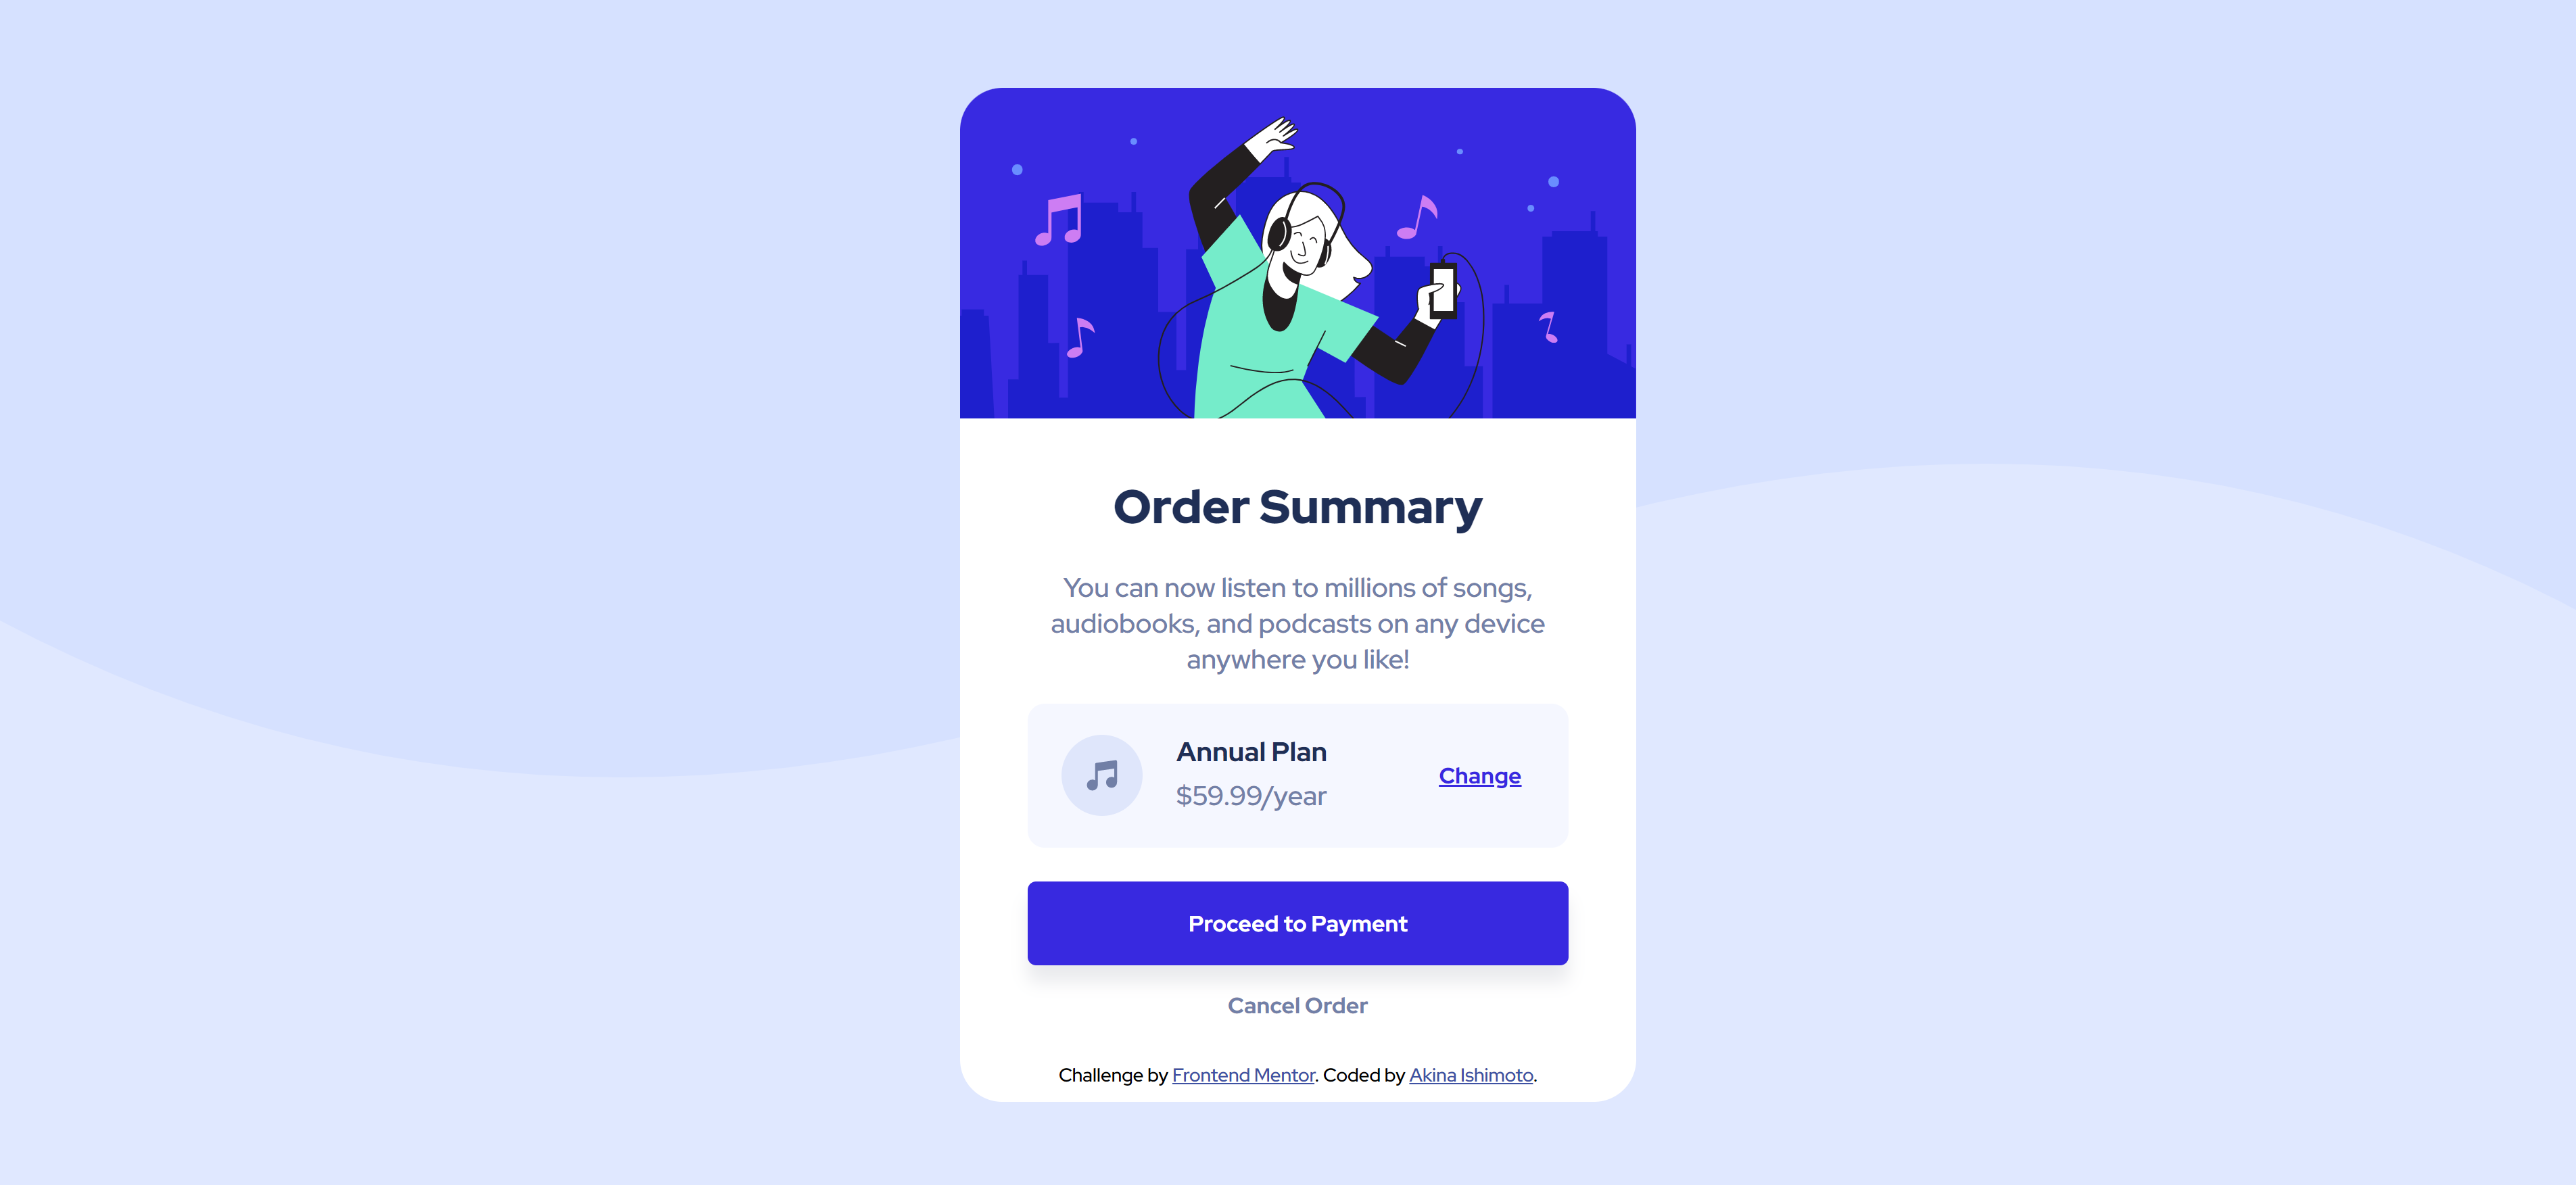 Order Summary
You can now listen to millions of songs,
audiobooks, and podcasts on any device
anywhere you like!
Annual Plan
$59.99/year
Change
Proceed to Payment
Cancel Order
Challenge by Frontend Mentor. Coded by Akina Ishimoto.